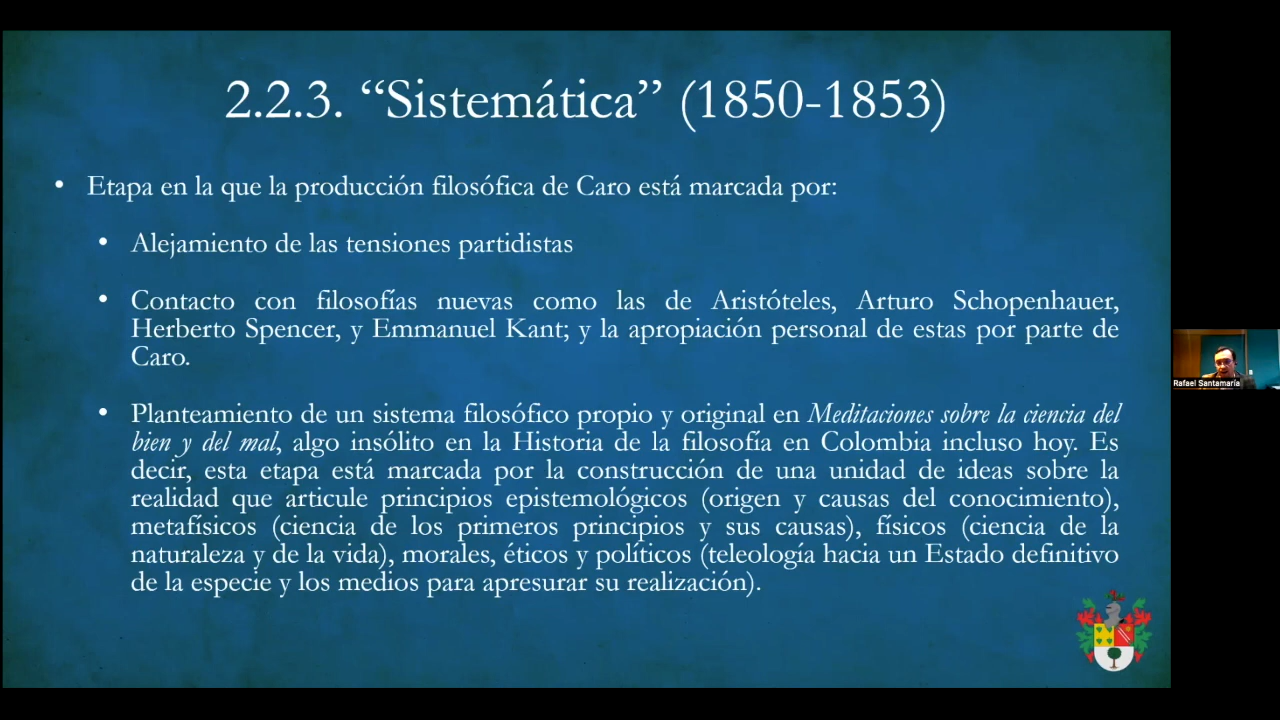 2.2.3. “Sistemática” (1850-1853)
• Etapa en la que la producción filosófica de Caro está marcada por:
• Alejamiento de las tensiones partidistas
• Contacto con filosofías nuevas como las de Aristóteles, Arturo Schopenhauer,
Herberto Spencer, y Emmanuel Kant; y la apropiación personal de estas por parte de
Caro.
• Planteamiento de un sistema filosófico propio y original en Meditaciones sobre la ciencia del
bien y del mal, algo insólito en la Historia de la filosofía en Colombia incluso hoy. Es
decir, esta etapa está marcada por la construcción de una unidad de ideas sobre la
realidad que articule principios epistemológicos (origen y causas del conocimiento),
metafísicos (ciencia de los primeros principios y sus causas), físicos (ciencia de la
naturaleza y de la vida), morales, éticos y políticos (teleología hacia un Estado definitivo
de la especie y los medios para apresurar su realización).
Rafael Santamaría